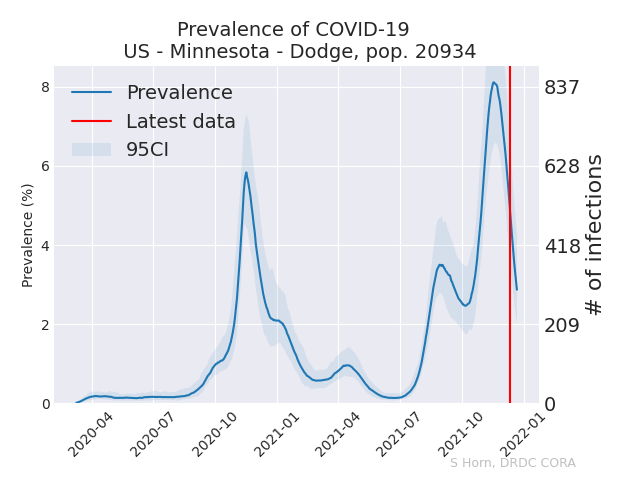 Prevalence of COVID-19
US - Minnesota - Dodge, pop. 20934
Prevalence
Latest data
95CI
Prevalence (%)
8
6
4
2
0
837
628
418
209
0
# of infections
2020-04
2020-07
2020-10
2021-01
2021-04
2021-07
2021-10
2022-01
S Horn, DRDC CORA